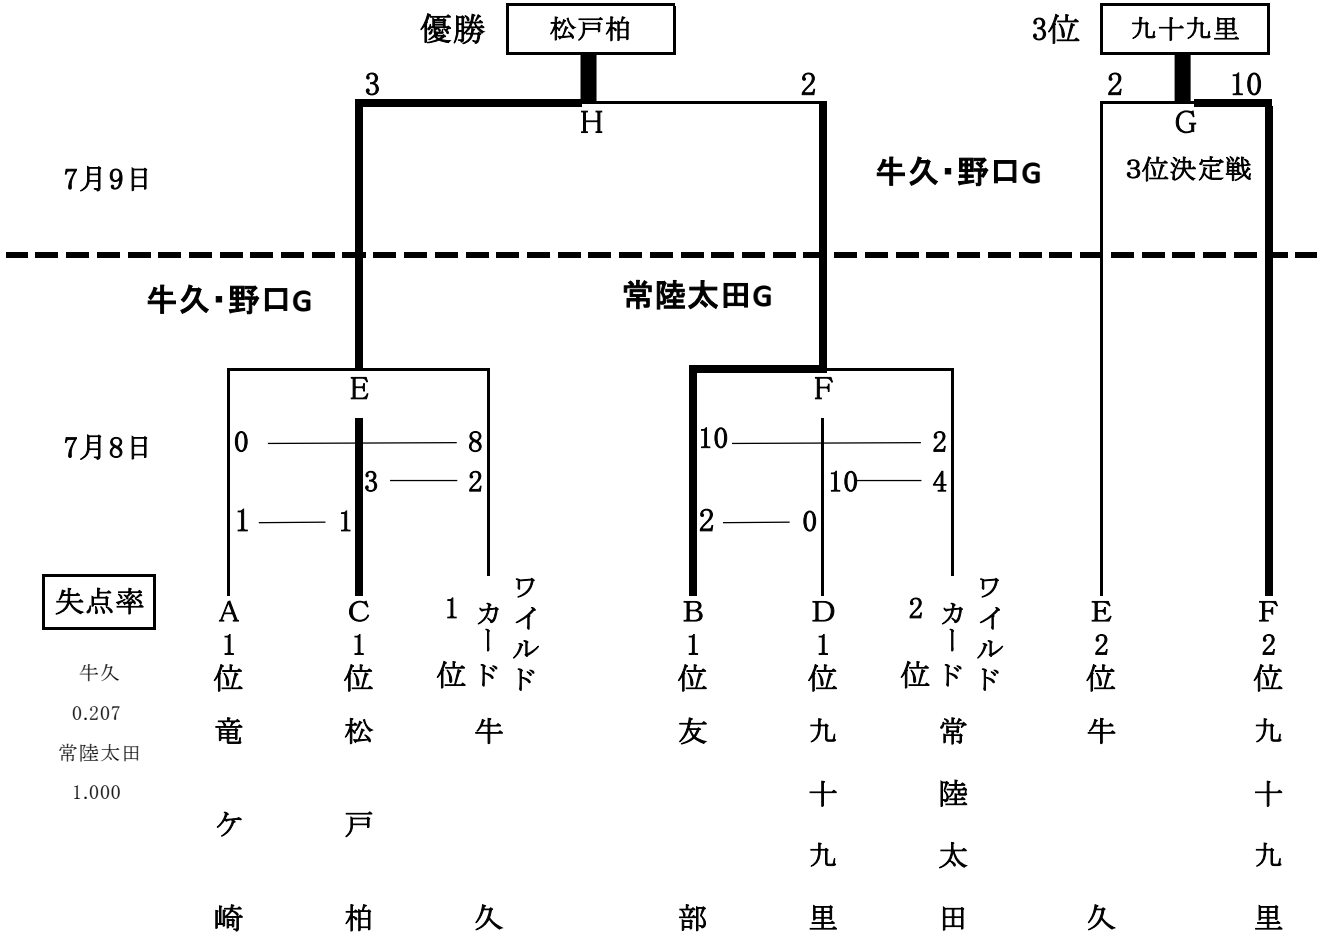 優勝 松戸柏 3位 九十九里
3 2 2 10
H G
7月9日 牛久・野口G 3位決定戦
牛久・野口G 常陸太田G
E F
7月8日
0 8 10 2
3 2 10 4
1 1 2 0
失点率
牛久
0.207
常陸太田
1.000
A1位 竜ケ崎
C1位 松戸柏
ワイルドカード1位 牛久
B1位 友部
D1位 九十九里
ワイルドカード2位 常陸太田
E2位 牛久
F2位 九十九里